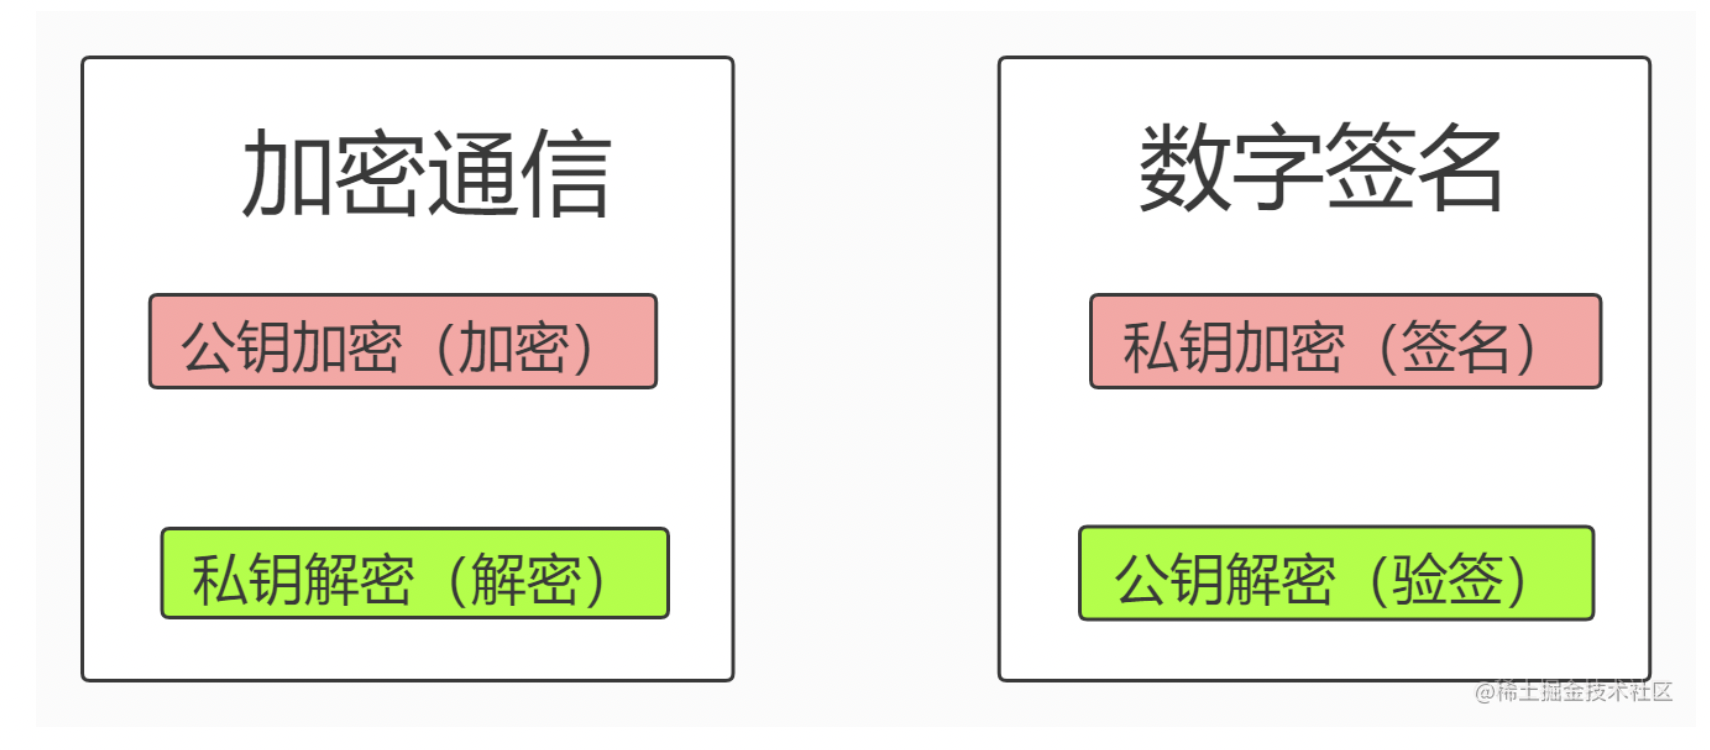 加密通信
公钥加密（加密）
私钥解密（解密）
数字签名
私钥加密（签名）
公钥解密（验签）
@稀土掘金技术社区